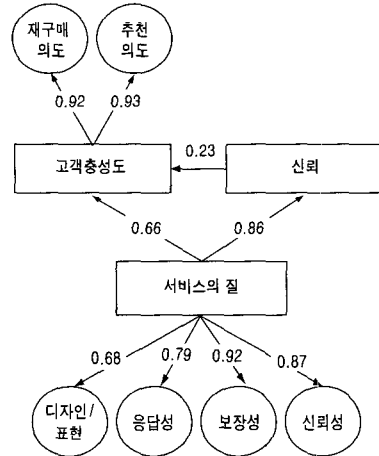 재구매
의도
추천
의도
0.92
0.93
고객충성도
0.23
신뢰
0.66
0.86
서비스의 질
0.68
0.79
0.92
0.87
디자인/
표현
응답성
보장성
신뢰성